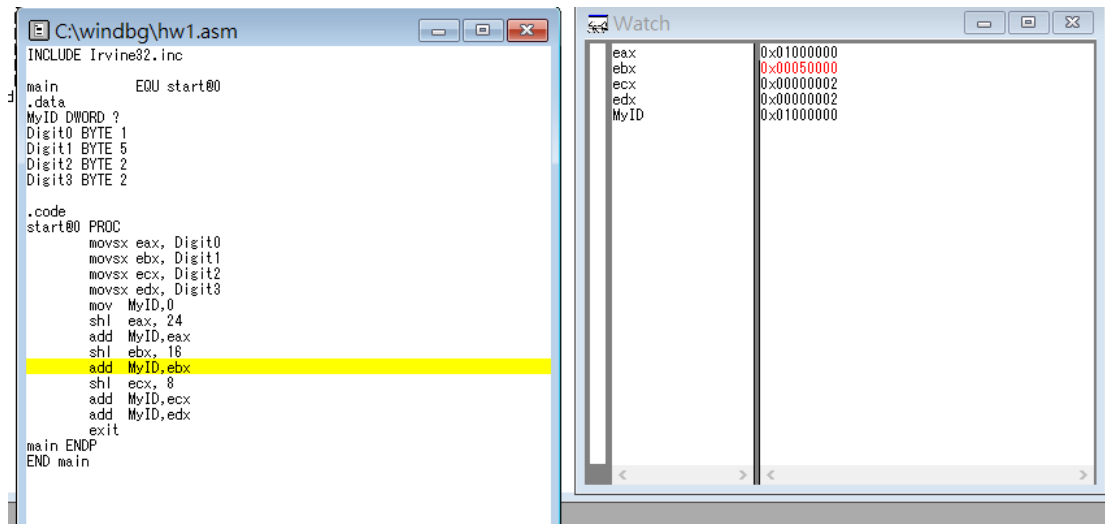 C:\windbg\hw1.asm
INCLUDE Irvine32.inc
main EQU start@0
.data
MyID DWORD ?
Digit0 BYTE 1
Digit1 BYTE 5
Digit2 BYTE 2
Digit3 BYTE 2
.code
start@0 PROC
movsx eax, Digit0
movsx ebx, Digit1
movsx ecx, Digit2
movsx edx, Digit3
mov MyID,0
shl eax, 24
add MyID,eax
shl ebx, 16
add MyID,ebx
shl ecx, 8
add MyID,ecx
add MyID,edx
exit
main ENDP
END main
Watch
eax 0x01000000
ebx 0x00050000
ecx 0x00000002
edx 0x00000002
MyID 0x01000000